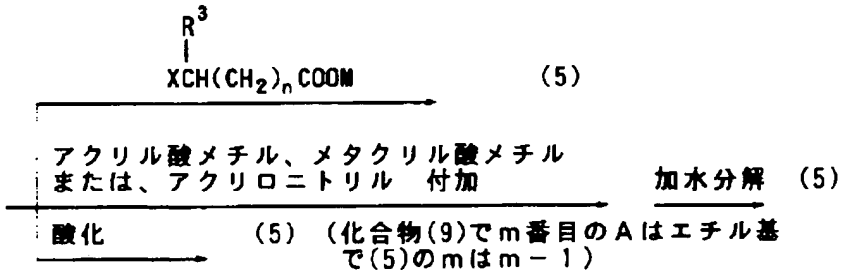 R³
XCH(CH₂)ₙCOOM (5)
アクリル酸メチル、メタクリル酸メチル
または、アクリロニトリル 付加 加水分解 (5)
酸化 (5) (化合物(9)でm番目のAはエチル基
で(5)のmはm-1)